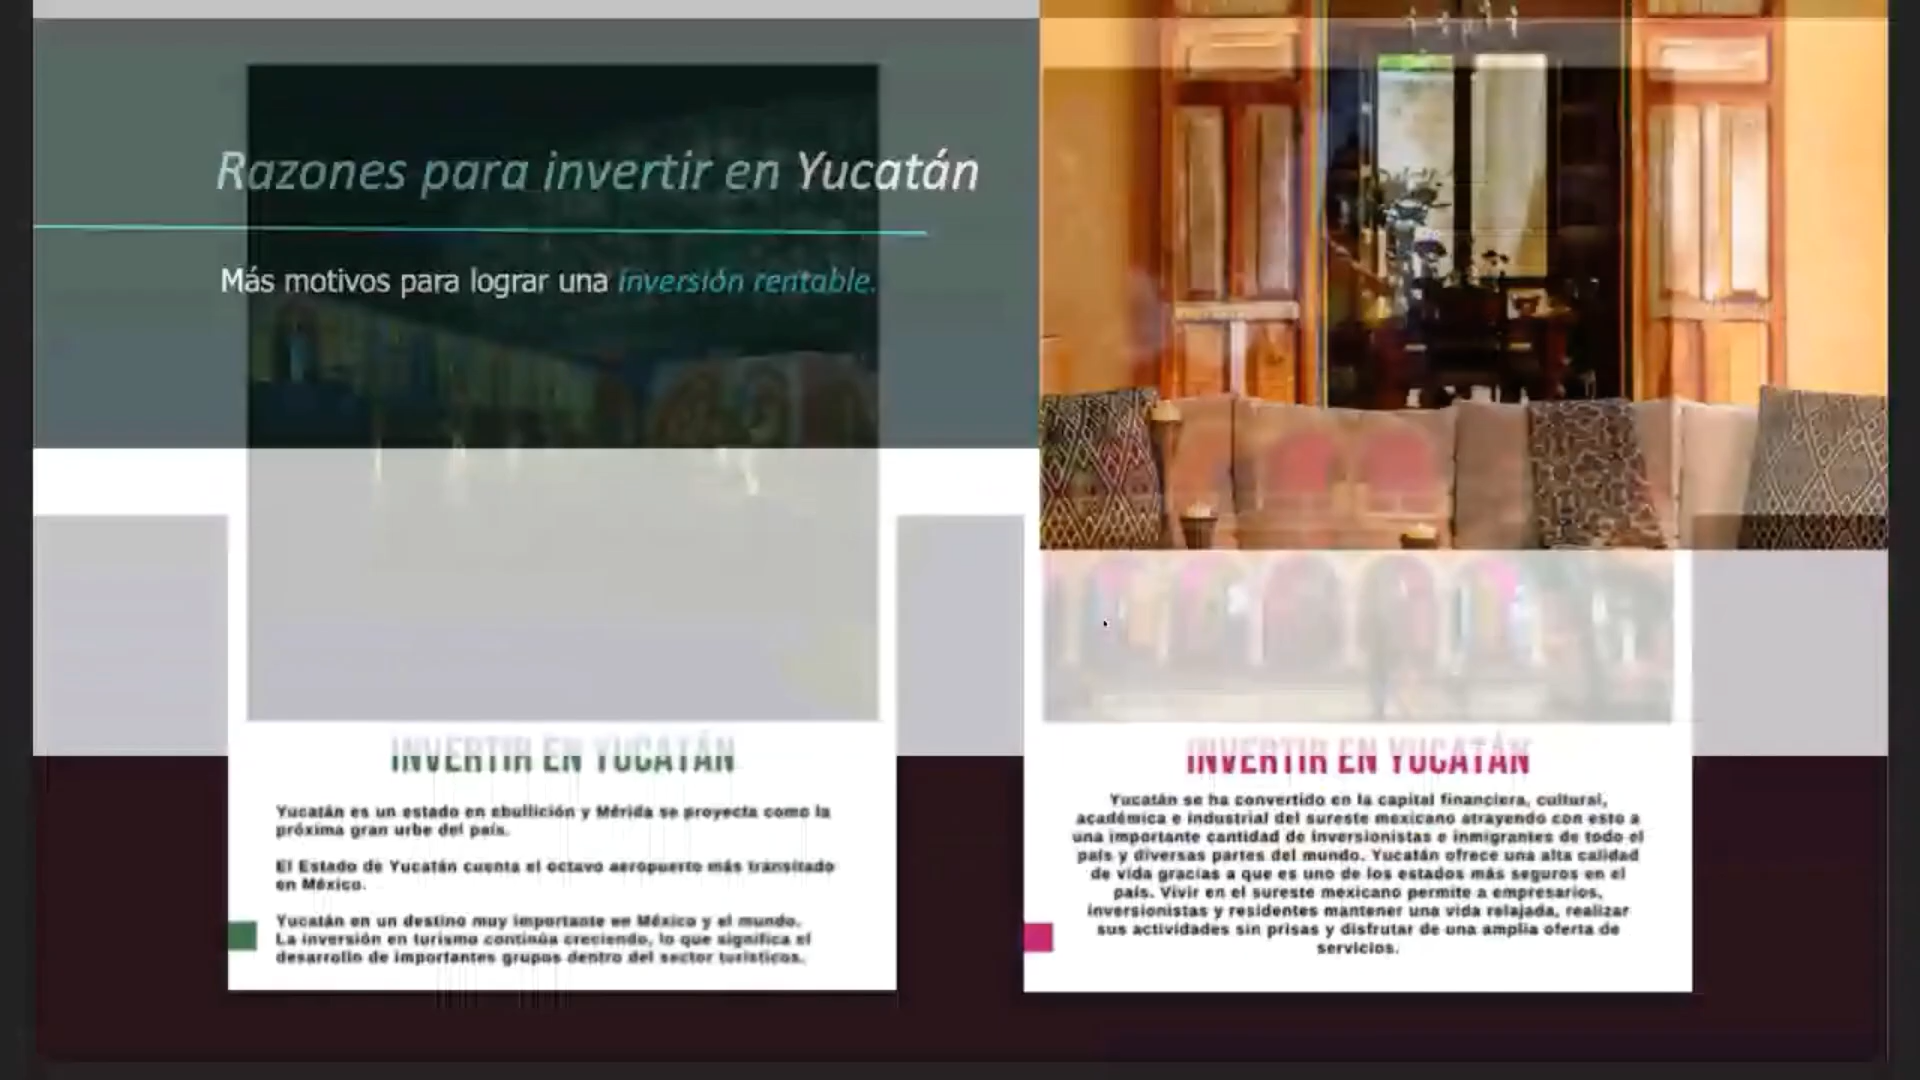 Razones para invertir en Yucatán
Más motivos para lograr una inversión rentable.
INVERTIR EN YUCATÁN
Yucatán es un estado en ebullición y Mérida se proyecta como la
próxima gran urbe del país.
El Estado de Yucatán cuenta el octavo aeropuerto más transitado
en México.
Yucatán en un destino muy importante en México y el mundo.
La inversión en turismo continúa creciendo, lo que significa el
desarrollo de importantes grupos dentro del sector turísticos.
INVERTIR EN YUCATÁN
Yucatán se ha convertido en la capital financiera, cultural,
académica e industrial del sureste mexicano atrayendo con esto a
una importante cantidad de inversionistas e inmigrantes de todo el
país y diversas partes del mundo. Yucatán ofrece una alta calidad
de vida gracias a que es uno de los estados más seguros en el
país. Vivir en el sureste mexicano permite a empresarios,
inversionistas y residentes mantener una vida relajada, realizar
sus actividades sin prisas y disfrutar de una amplia oferta de
servicios.